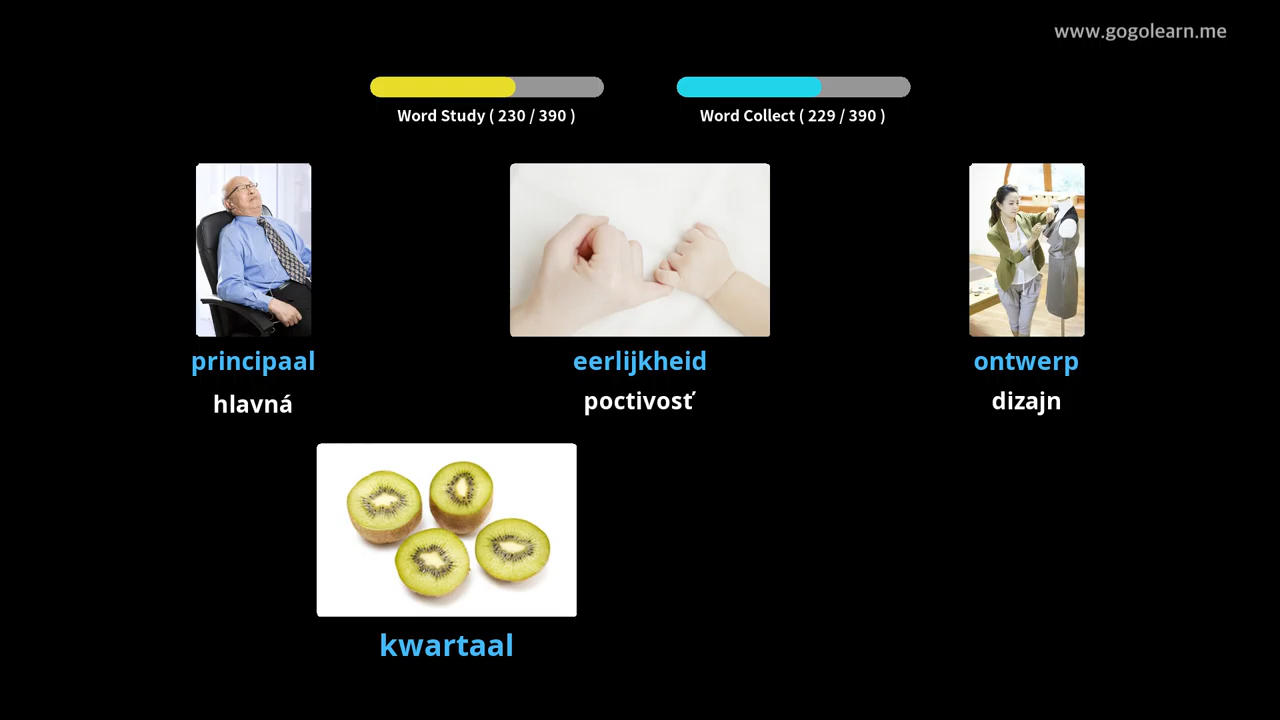 www.gogolearn.me
Word Study ( 230 / 390 )
Word Collect ( 229 / 390 )
principaal
eerlijkheid
ontwerp
hlavná
poctivosť
dizajn
kwartaal